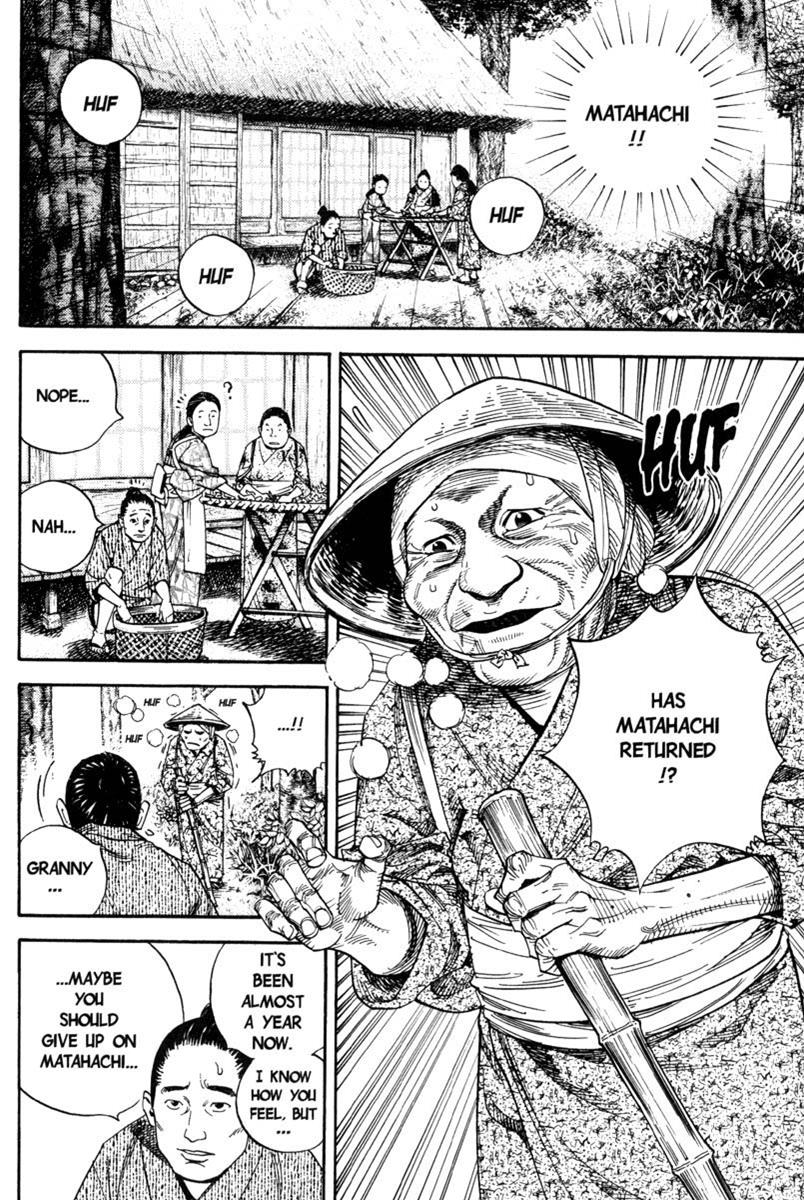 MATAHACHI
!!
HUF
HUF
HUF
HUF
HAS
MATAHACHI
RETURNED
!?
NOPE...
?
NAH...
...!!
HUF
HUF
HUF
GRANNY
...
IT'S
BEEN
ALMOST
A YEAR
NOW.
I KNOW
HOW YOU
FEEL, BUT
...
...MAYBE
YOU
SHOULD
GIVE UP ON
MATAHACHI...